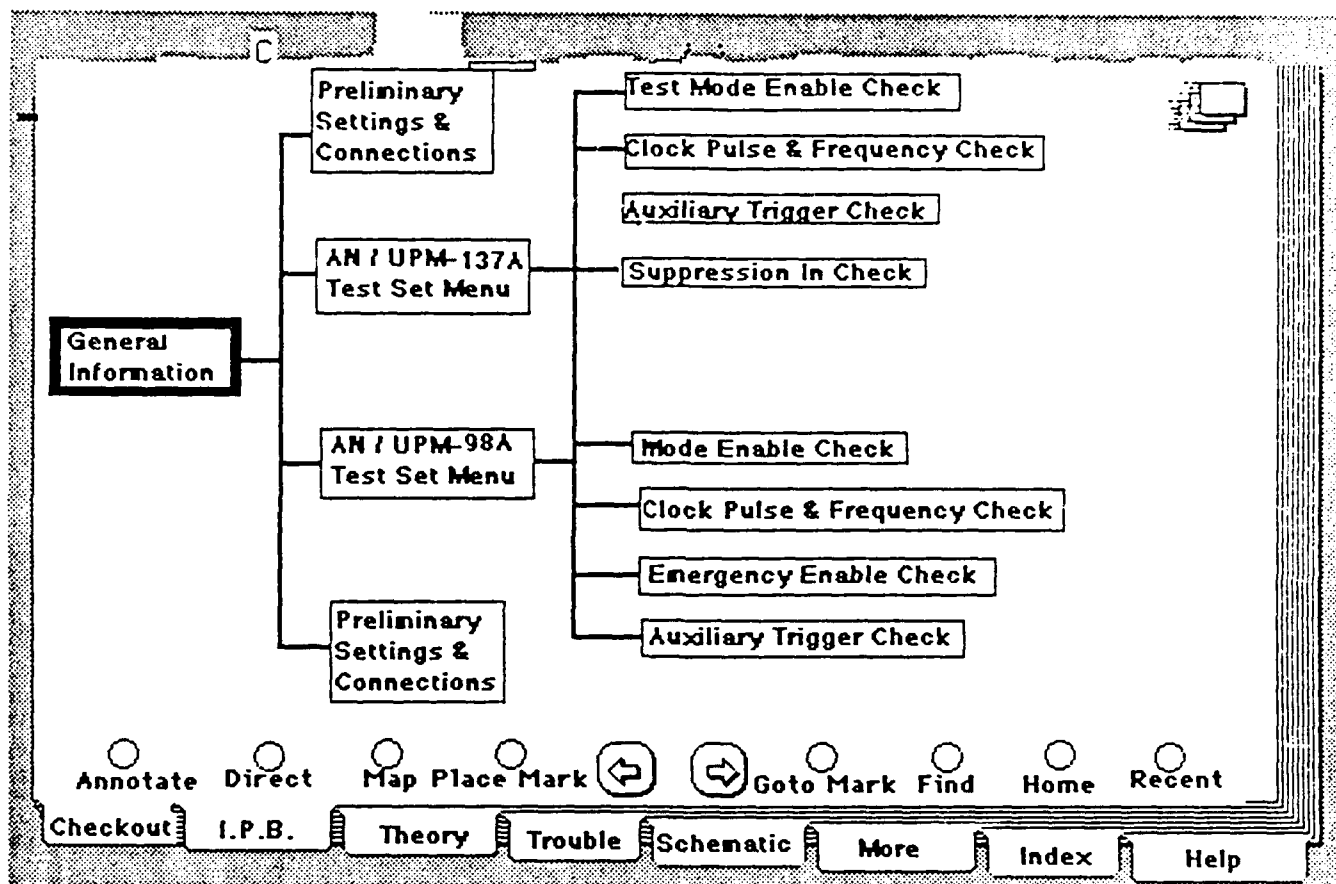 C
Preliminary
Settings &
Connections
Test Mode Enable Check
Clock Pulse & Frequency Check
Auxiliary Trigger Check
AN / UPM-137A
Test Set Menu
Suppression In Check
General
Information
AN / UPM-98A
Test Set Menu
Mode Enable Check
Clock Pulse & Frequency Check
Emergency Enable Check
Auxiliary Trigger Check
Preliminary
Settings &
Connections
Annotate Direct Map Place Mark Goto Mark Find Home Recent
Checkout I.P.B. Theory Trouble Schematic More Index Help